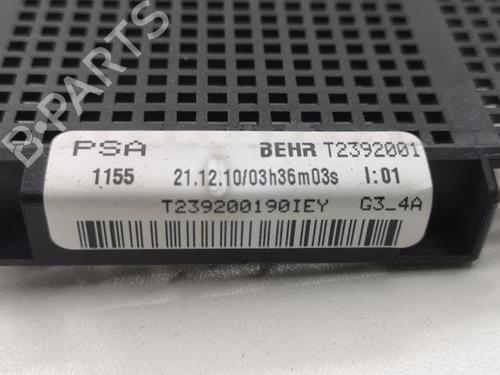 PSA BEHR T2392001
1155 21.12.10/03h36m03s I:01
T239200190IEY G3_4A
B-PARTS